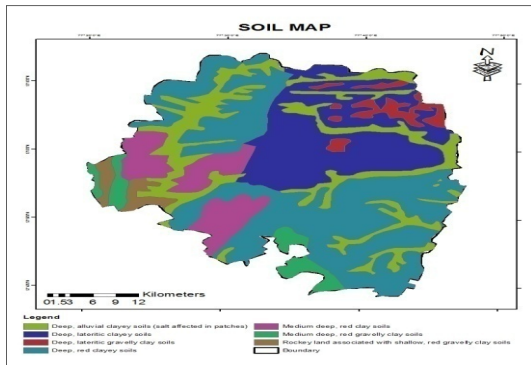 SOIL MAP
N
Kilometers
01.53 6 9 12
Legend
Deep, alluvial clayey soils (salt affected in patches)
Deep, lateritic clayey soils
Deep, lateritic gravelly clay soils
Deep, red clayey soils
Medium deep, red clay soils
Medium deep, red gravelly clay soils
Rockey land associated with shallow, red gravelly clay soils
Boundary